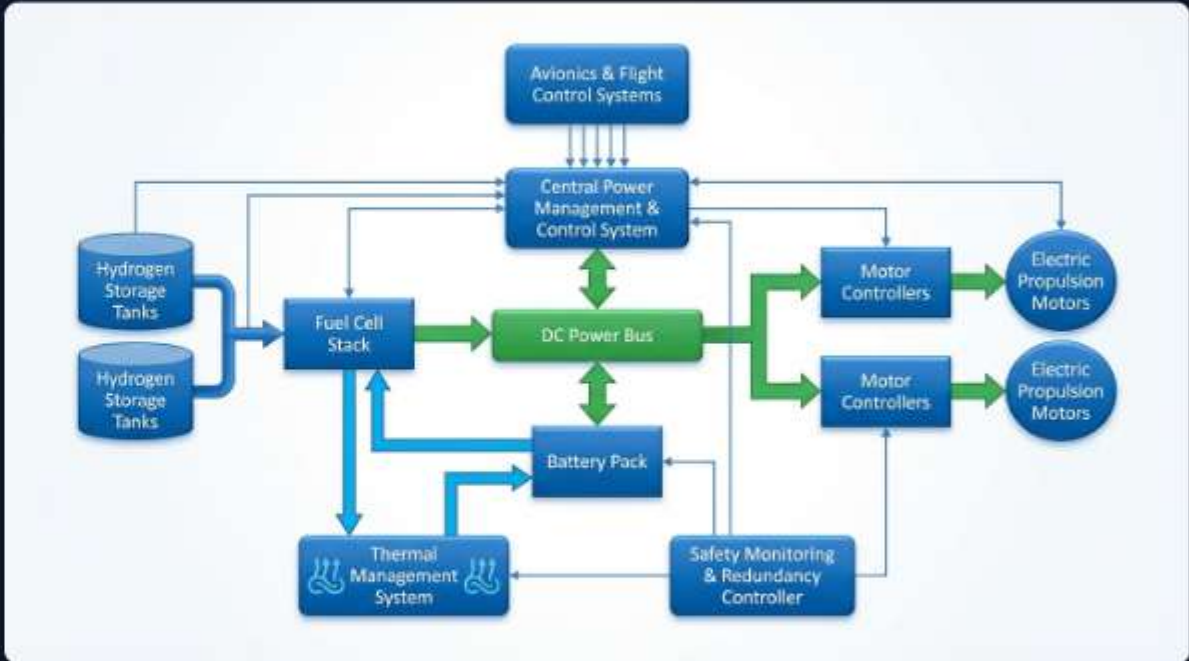 Avionics & Flight
Control Systems
Central Power
Management &
Control System
Hydrogen
Storage
Tanks
Fuel Cell
Stack
DC Power Bus
Motor
Controllers
Electric
Propulsion
Motors
Hydrogen
Storage
Tanks
Motor
Controllers
Electric
Propulsion
Motors
Battery Pack
Thermal
Management
System
Safety Monitoring
& Redundancy
Controller